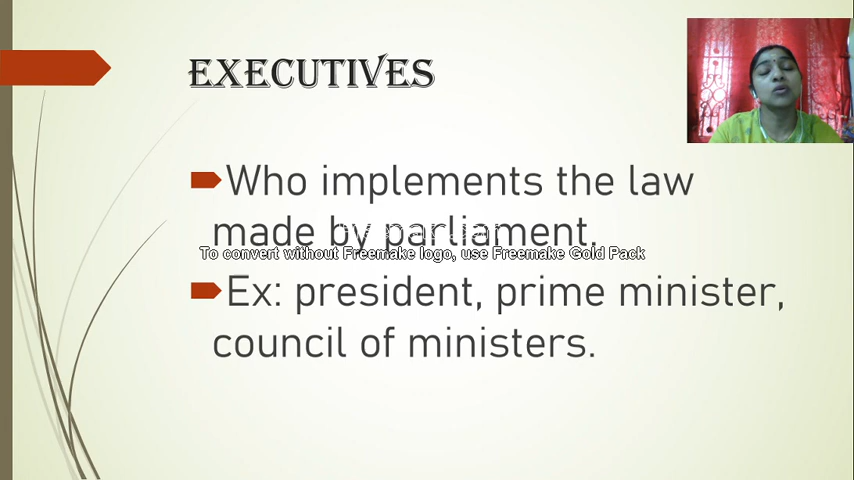 EXECUTIVES
Who implements the law
made by parliament.
To convert without Freemake logo, use Freemake Gold Pack
Ex: president, prime minister,
council of ministers.